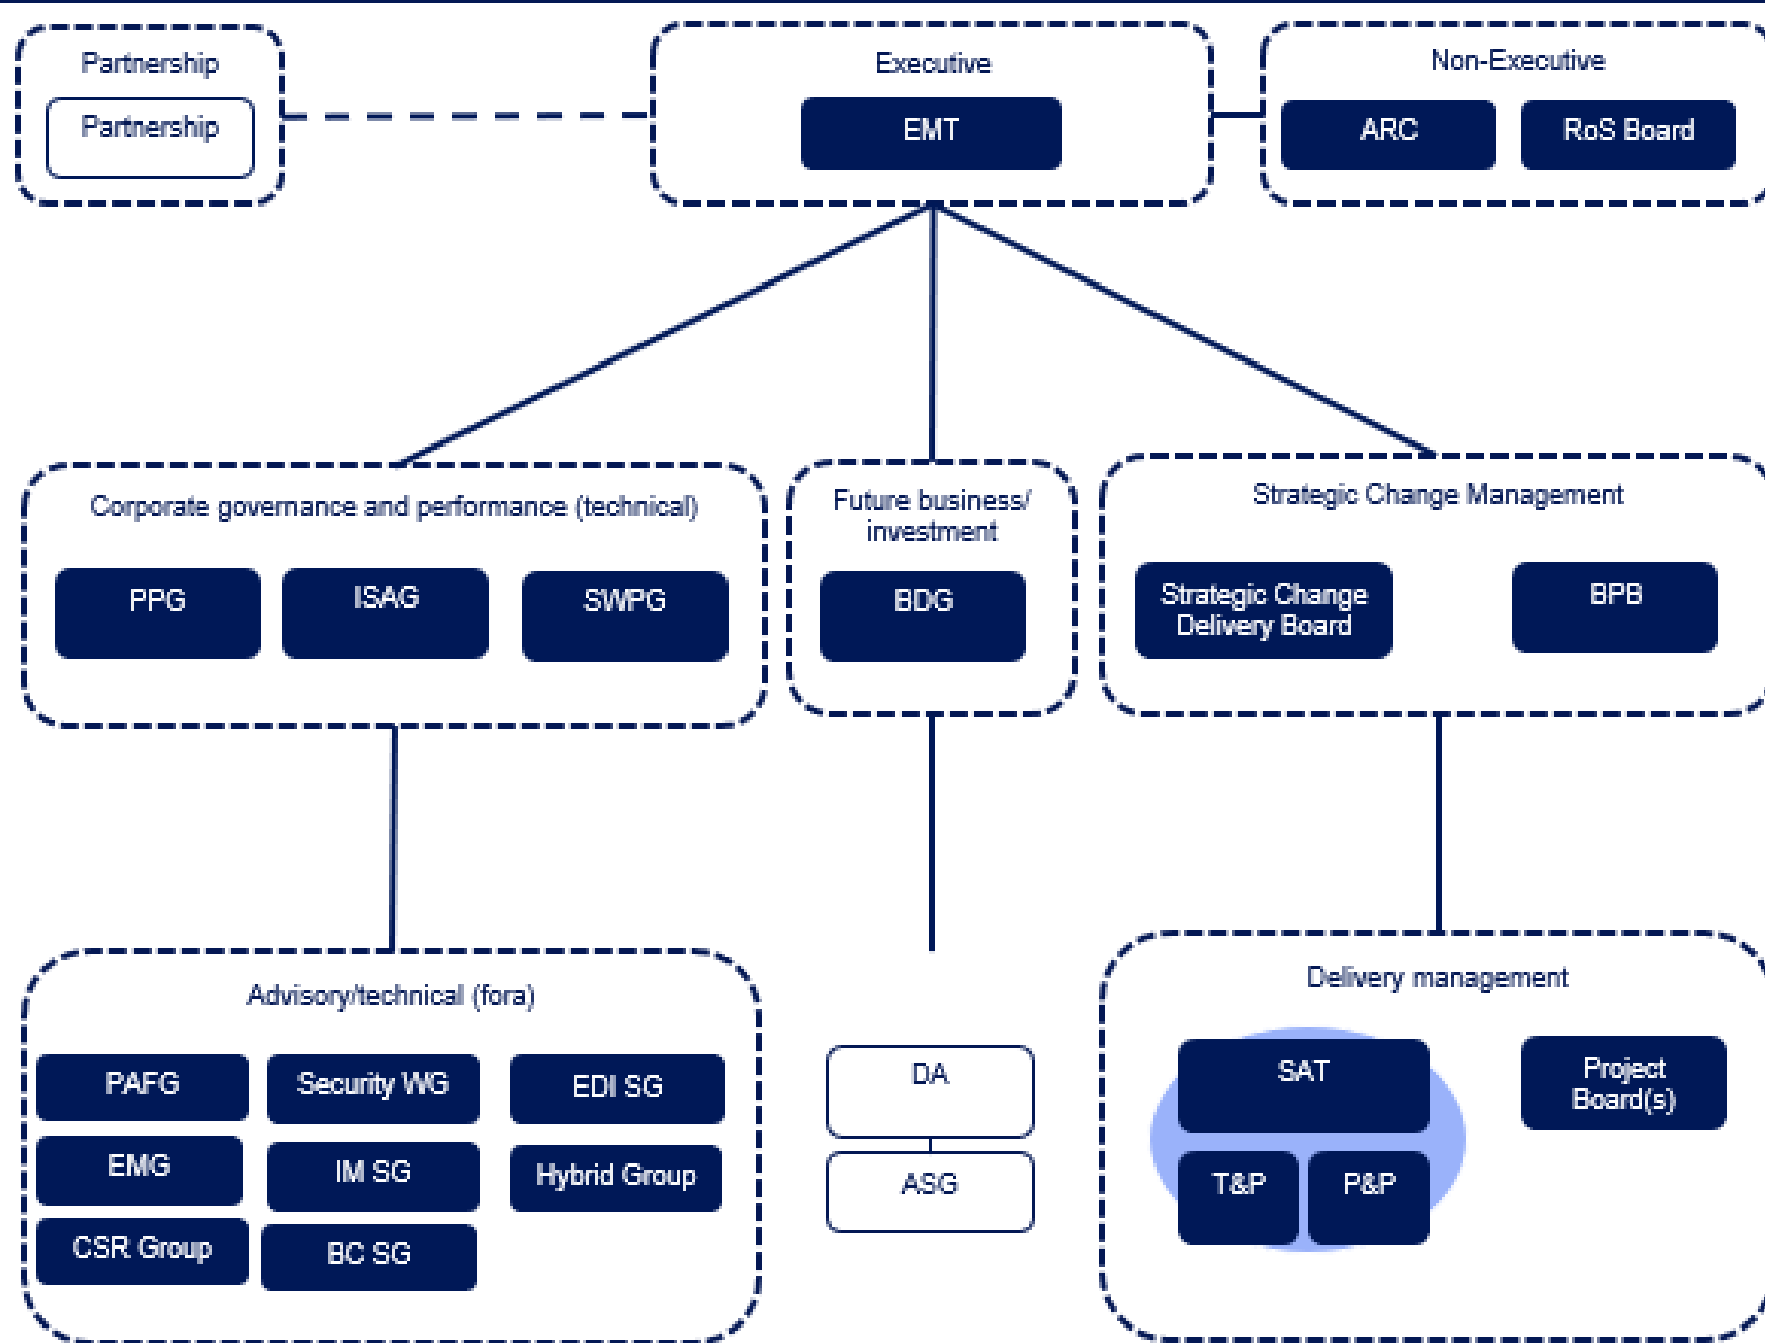 Partnership
Partnership
Executive
EMT
Non-Executive
ARC
RoS Board
Corporate governance and performance (technical)
PPG
ISAG
SWPG
Future business/
investment
BDG
Strategic Change Management
Strategic Change
Delivery Board
BPB
Advisory/technical (fora)
PAFG
Security WG
EDI SG
EMG
IM SG
Hybrid Group
CSR Group
BC SG
DA
ASG
Delivery management
SAT
T&P
P&P
Project
Board(s)